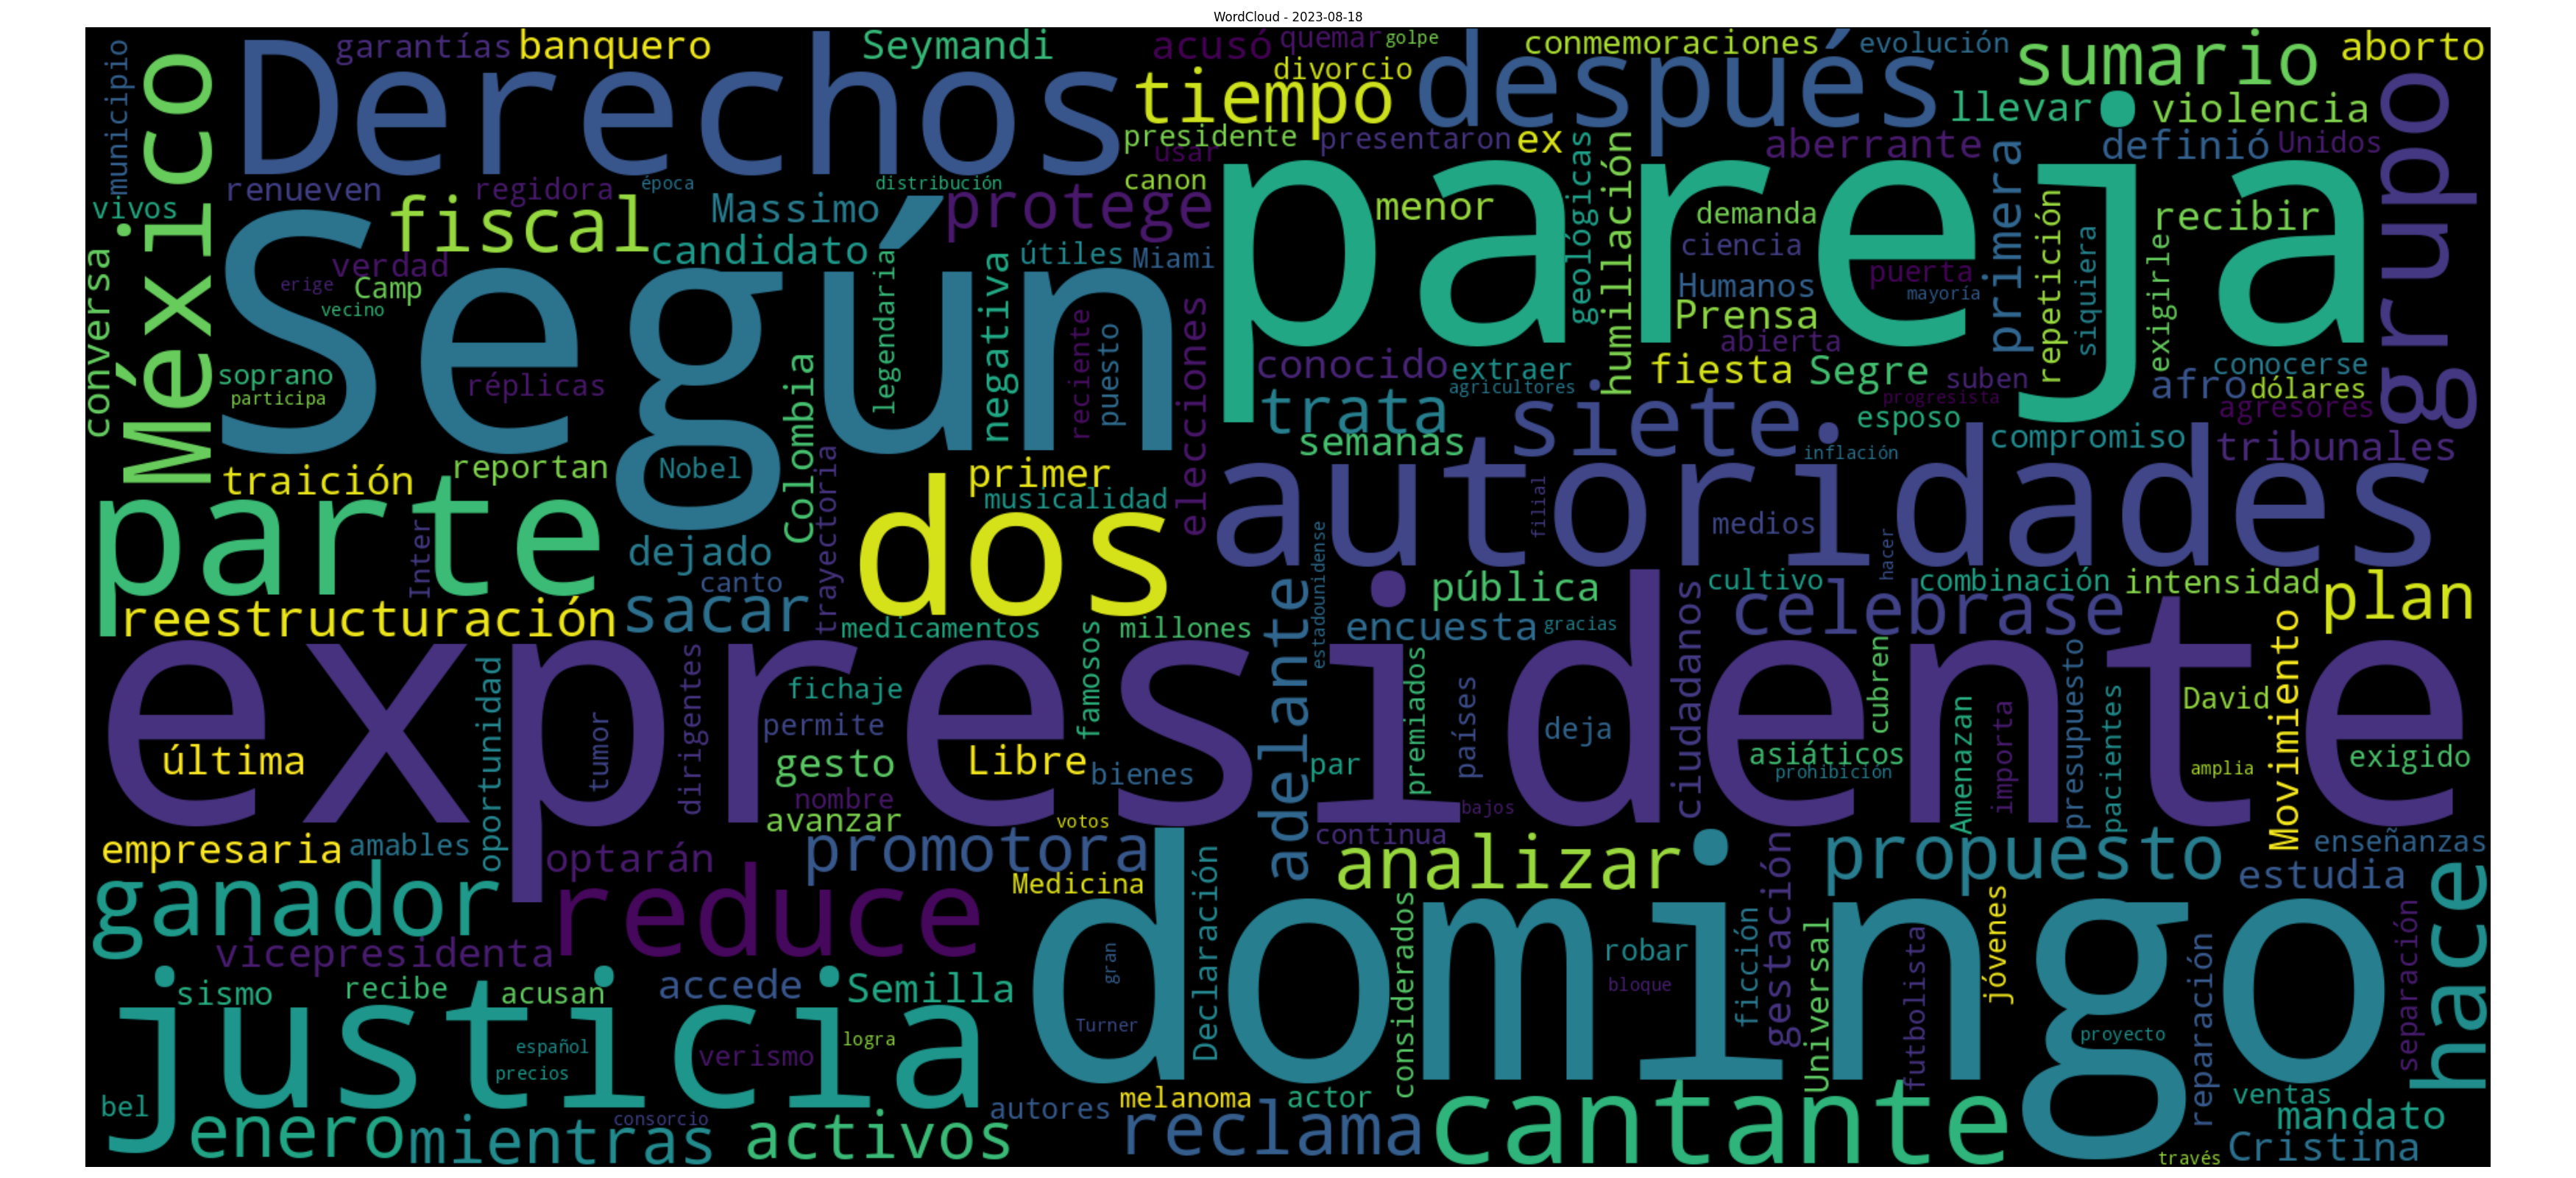 WordCloud - 2023-08-18
municipio
México
garantías
banquero
Derechos
Seymandi
acusó
quemar
golpe
divorcio
tiempo
conmemoraciones
evolución
después
sumario
aborto
llevar
violencia
presidente
presentaron
ex
usar
geológicas
humillación
aberrante
definió
Unidos
grupo
vivos
renueven
regidora
época
distribución
canon
fiscal
Massimo
protege
pareja
menor
demanda
primera
repetición
recibir
conversa
verdad
candidato
útiles
Miami
ciencia
siquiera
exigirle
erige
Camp
vecino
Según
legendaria
negativa
Humanos
puerta
mayoría
Prensa
abierta
elecciones
reciente
puesto
conocido
extraer
agricultores
fiesta
Segre
suben
progresista
conocerse
afro
dólares
agresores
soprano
participa
réplicas
Colombia
trata
semanas
siete
esposo
compromiso
tribunales
traición
reportan
Nobel
trayectoria
primer
musicalidad
inflación
autoridades
filial
medios
parte
Inter
dejado
canto
dos
estadounidense
hacer
adelante
pública
cultivo
combinación
intensidad
plan
reestructuración
sacar
medicamentos
millones
encuesta
gracias
ciudadanos
celebrase
expresidente
oportunidad
tumor
dirigentes
fichaje
permite
famosos
premiados
países
deja
cubren
Amenazan
importa
presupuesto
pacientes
David
Movimiento
última
gesto
Libre
bienes
par
asiáticos
prohibición
amplia
exigido
nombre
avanzar
votos
bajos
continua
empresaria
amables
optarán
promotora
analizar
gestación
propuesto
enseñanzas
estudia
ganador
reduce
Medicina
Declaración
considerados
ficción
Universal
futbolista
jóvenes
hace
vicepresidenta
domingo
gran
robar
bloque
reparación
separación
sismo
recibe
acusan
accede
Semilla
Turner
proyecto
justicia
español
precios
verismo
logra
bel
consorcio
autores
melanoma
actor
ventas
enero
mientras
activos
reclama
cantante
mandato
través
Cristina